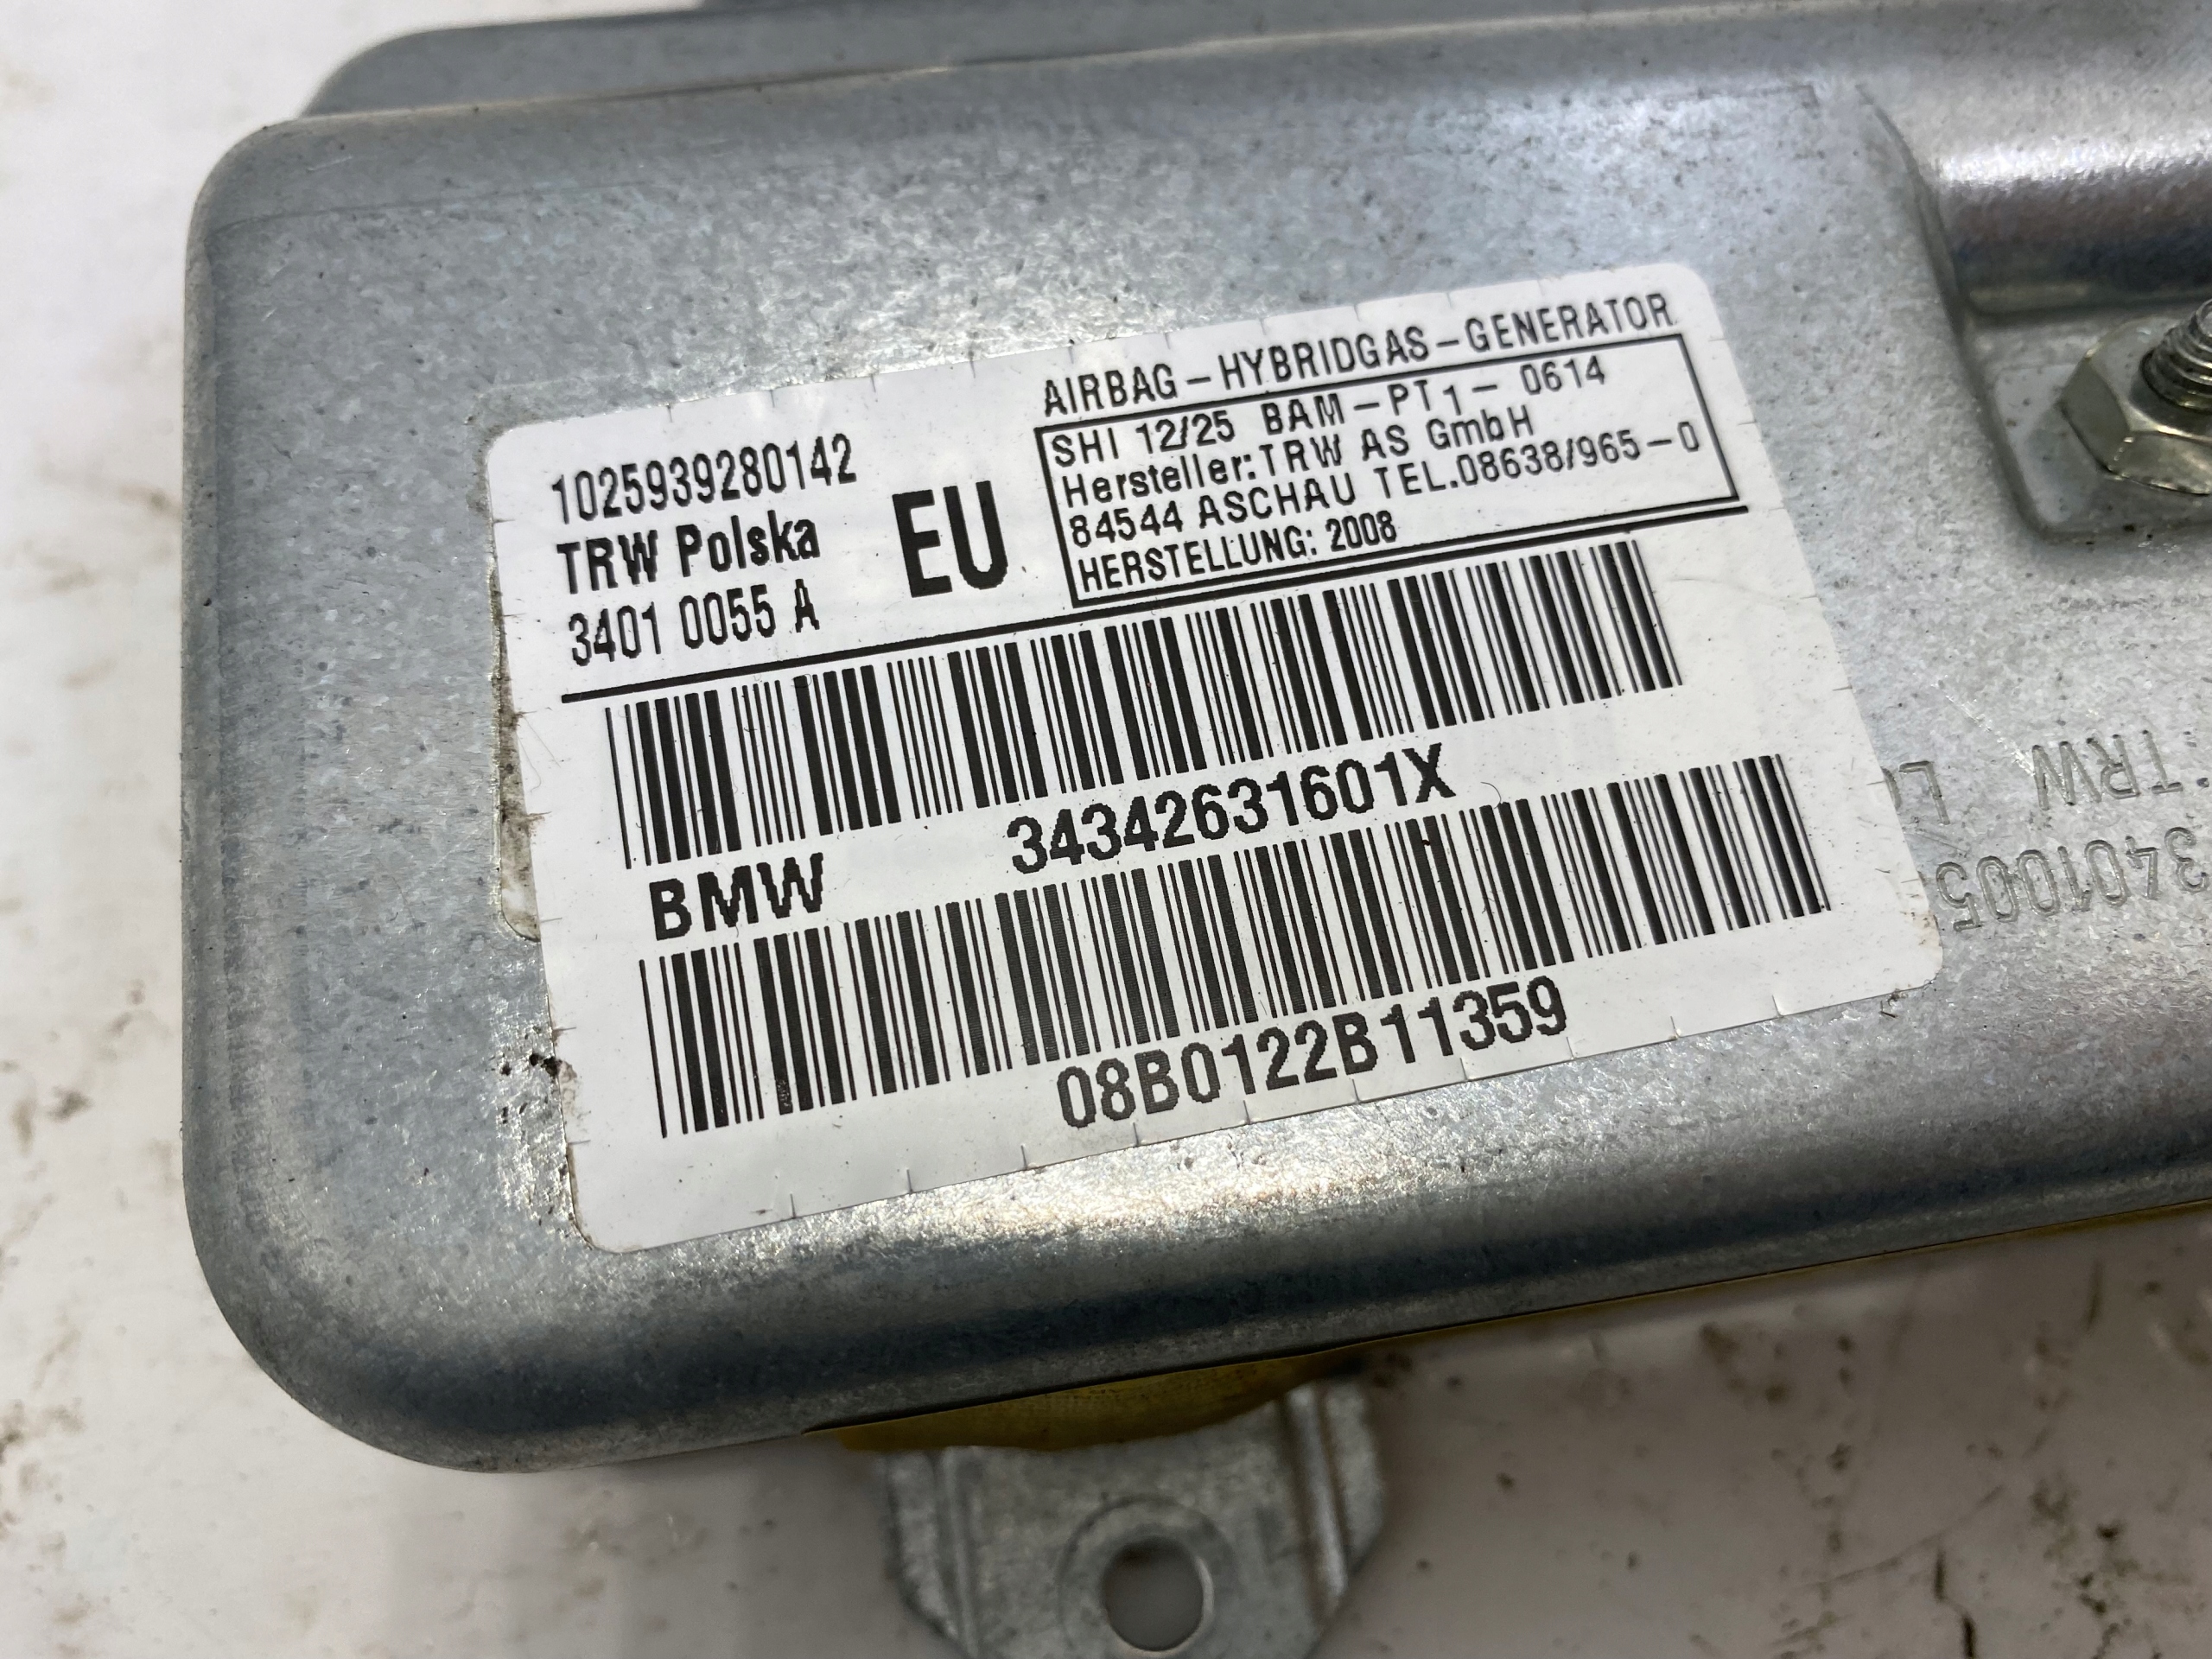 1025939280142
TRW Polska
3401 0055 A
EU
AIRBAG-HYBRIDGAS-GENERATOR
SHI 12/25 BAM-PT1-0614
Hersteller:TRW AS GmbH
84544 ASCHAU TEL.08638/965-0
HERSTELLUNG: 2008
BMW 34342631601X
08B0122B11359
TRW